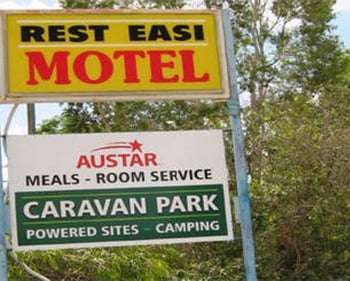 REST EASI
MOTEL
AUSTAR
MEALS - ROOM SERVICE
CARAVAN PARK
POWERED SITES - CAMPING